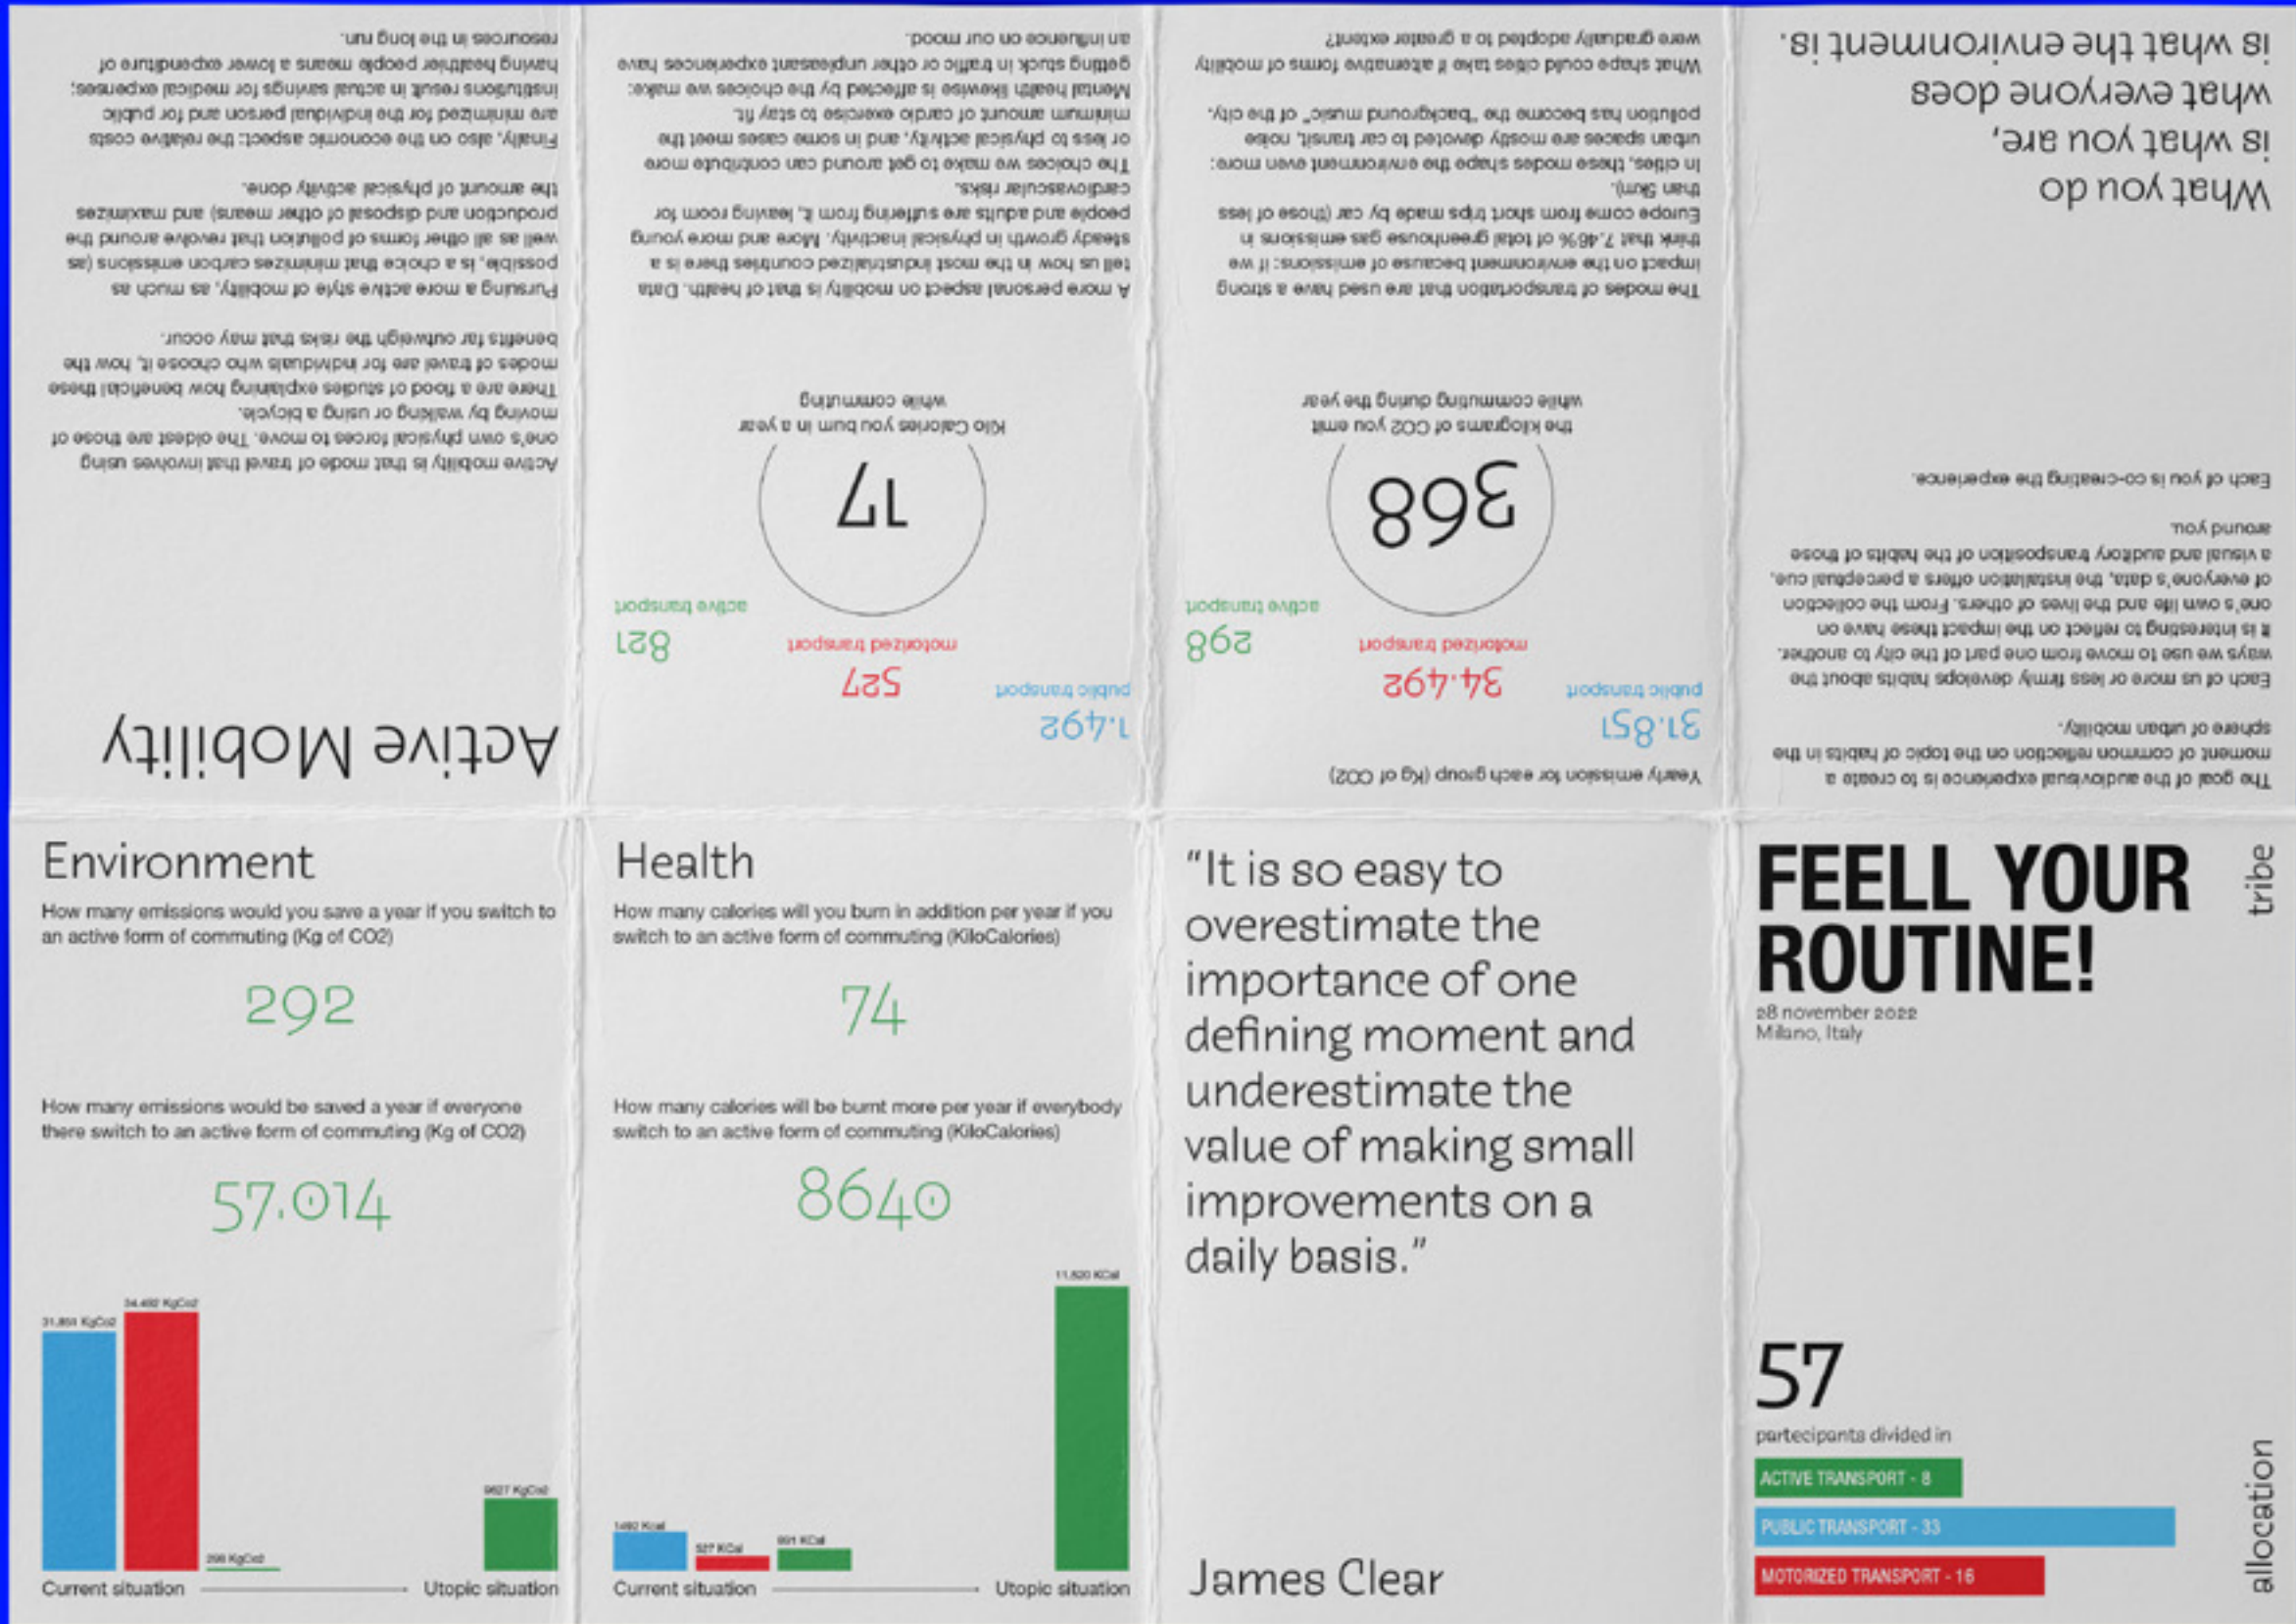 Active Mobility
Active mobility is that mode of travel that involves using
one's own physical forces to move. The oldest are those of
moving by walking or using a bicycle.
There are a flood of studies explaining how beneficial these
modes of travel are for individuals who choose it, how the
benefits far outweigh the risks that may occur.
Pursuing a more active style of mobility, as much as
possible, is a choice that minimizes carbon emissions (as
well as all other forms of pollution that revolve around the
production and disposal of other means) and maximizes
the amount of physical activity done.
Finally, also on the economic aspect: the relative costs
are minimized for the individual person and for public
institutions result in actual savings for medical expenses;
having healthier people means a lower expenditure of
resources in the long run.
1.492
public transport
527
motorized transport
821
active transport
17
Kilo Calories you burn in a year
while commuting
A more personal aspect on mobility is that of health. Data
tell us how in the most industrialized countries there is a
steady growth in physical inactivity. More and more young
people and adults are suffering from it, leaving room for
cardiovascular risks.
The choices we make to get around can contribute more
or less to physical activity, and in some cases meet the
minimum amount of cardio exercise to stay fit.
Mental health likewise is affected by the choices we make:
getting stuck in traffic or other unpleasant experiences have
an influence on our mood.
Yearly emission for each group (Kg of CO2)
31.851
public transport
34.492
motorized transport
298
active transport
368
the kilograms of CO2 you emit
while commuting during the year
The modes of transportation that are used have a strong
impact on the environment because of emissions: if we
think that 7.46% of total greenhouse gas emissions in
Europe come from short trips made by car (those of less
than 5km).
In cities, these modes shape the environment even more:
urban spaces are mostly devoted to car transit, noise
pollution has become the "background music" of the city.
What shape could cities take if alternative forms of mobility
were gradually adopted to a greater extent?
The goal of the audiovisual experience is to create a
moment of common reflection on the topic of habits in the
sphere of urban mobility.
Each of us more or less firmly develops habits about the
ways we use to move from one part of the city to another.
It is interesting to reflect on the impact these have on
one's own life and the lives of others. From the collection
of everyone's data, the installation offers a perceptual cue,
a visual and auditory transposition of the habits of those
around you.
Each of you is co-creating the experience.
What you do
is what you are,
what everyone does
is what the environment is.
Environment
How many emissions would you save a year if you switch to
an active form of commuting (Kg of CO2)
292
How many emissions would be saved a year if everyone
there switch to an active form of commuting (Kg of CO2)
57.014
34.492 KgCo2
31.851 KgCo2
9627 KgCo2
298 KgCo2
Current situation
Utopic situation
Health
How many calories will you burn in addition per year if you
switch to an active form of commuting (KiloCalories)
74
How many calories will be burnt more per year if everybody
switch to an active form of commuting (KiloCalories)
8640
KCal
1492 Kcal
527 KCal
KCal
Current situation
Utopic situation
“It is so easy to
overestimate the
importance of one
defining moment and
underestimate the
value of making small
improvements on a
daily basis.”
James Clear
FEELL YOUR
ROUTINE!
28 november 2022
Milano, Italy
tribe
57
partecipants divided in
ACTIVE TRANSPORT - 8
PUBLIC TRANSPORT - 33
MOTORIZED TRANSPORT - 16
allocation